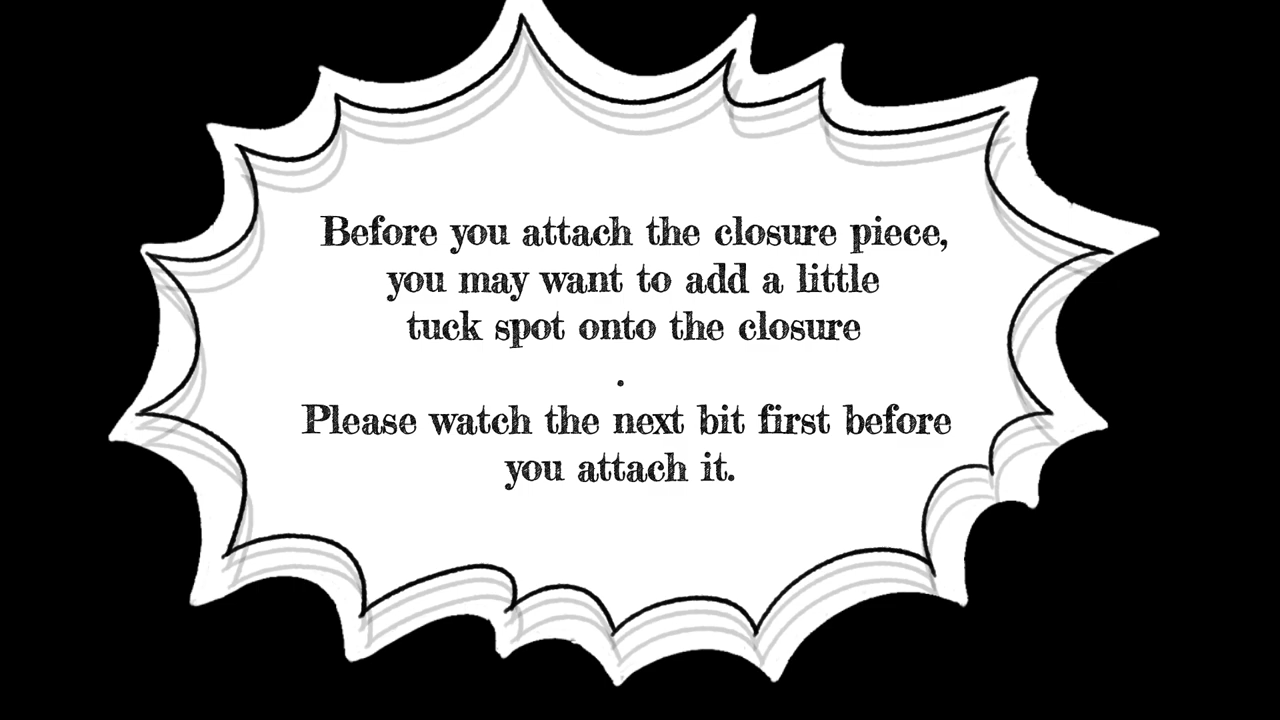 Before you attach the closure piece,
you may want to add a little
tuck spot onto the closure
.
Please watch the next bit first before
you attach it.